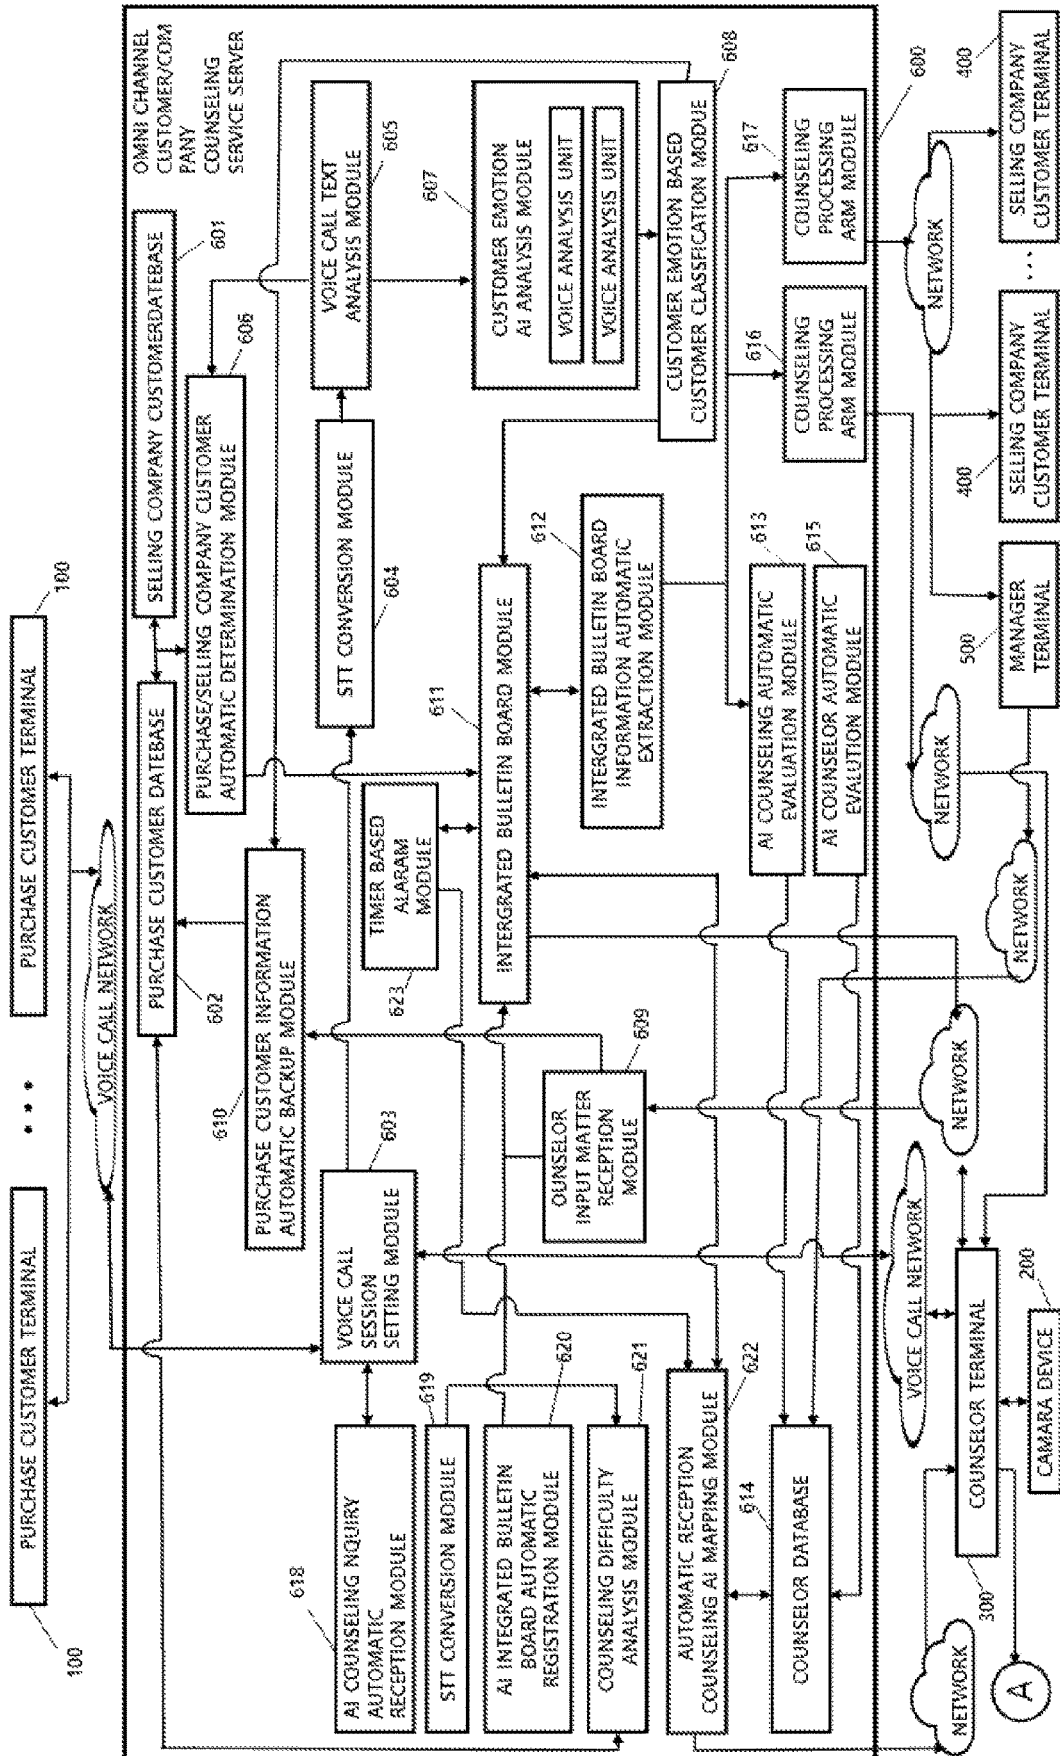 PURCHASE CUSTOMER TERMINAL
100
• • •
PURCHASE CUSTOMER TERMINAL
100
VOICE CALL NETWORK
OMNI CHANNEL
CUSTOMER/COM
PANY
COUNSELING
SERVICE SERVER
PURCHASE CUSTOMER DATEBASE
602
SELLING COMPANY CUSTOMERDATEBASE
601
PURCHASE/SELLING COMPANY CUSTOMER
AUTOMATIC DETERMINATION MODULE
606
PURCHASE CUSTOMER INFORMATION
AUTOMATIC BACKUP MODULE
610
AI COUNSELING NQUIRY
AUTOMATIC
RECEPTION MODULE
618
VOICE CALL
SESSION
SETTING MODULE
603
STT CONVERSION MODULE
604
VOICE CALL TEXT
ANALYSIS MODULE
605
TIMER BASED
ALARAM
MODULE
623
STT CONVERSION MODULE
619
AI INTEGRATED BULLETIN
BOARD AUTOMATIC
REGISTRATION MODULE
620
COUNSELING DIFFICULTY
ANALYSIS MODULE
621
INTERGRATED BULLETIN BOARD MODULE
611
CUSTOMER EMOTION
AI ANALYSIS MODULE
VOICE ANALYSIS UNIT
VOICE ANALYSIS UNIT
607
OUNSELOR
INPUT MATTER
RECEPTION
MODULE
609
INTERGRATED BULLETIN BOARD
INFORMATION AUTOMATIC
EXTRACTION MODULE
612
CUSTOMER EMOTION BASED
CUSTOMER CLASSFICATION MODUE
608
AUTOMATIC RECEPTION
COUNSELING AI MAPPING MODULE
622
COUNSELOR DATABASE
614
AI COUNSELING AUTOMATIC
EVALUATION MODULE
613
AI COUNSELOR AUTOMATIC
EVALUTION MODULE
615
COUNSELING
PROCESSING
ARM MODULE
616
COUNSELING
PROCESSING
ARM MODULE
617
600
NETWORK
VOICE CALL NETWORK
NETWORK
NETWORK
NETWORK
NETWORK
COUNSELOR TERMINAL
300
CAMARA DEVICE
200
A
MANAGER
TERMINAL
500
SELLING COMPANY
CUSTOMER TERMINAL
400
• • •
SELLING COMPANY
CUSTOMER TERMINAL
400